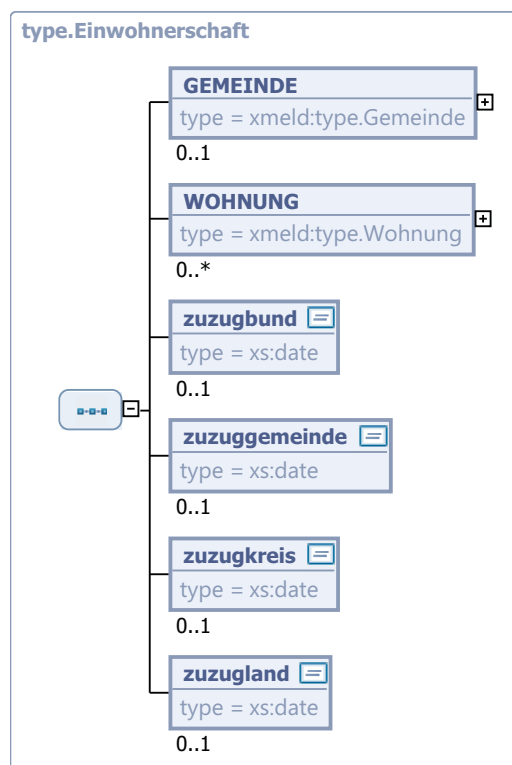 type.Einwohnerschaft
GEMEINDE
type = xmeld:type.Gemeinde
0..1
WOHNUNG
type = xmeld:type.Wohnung
0..*
zuzugbund
type = xs:date
0..1
zuzuggemeinde
type = xs:date
0..1
zuzugkreis
type = xs:date
0..1
zuzugland
type = xs:date
0..1